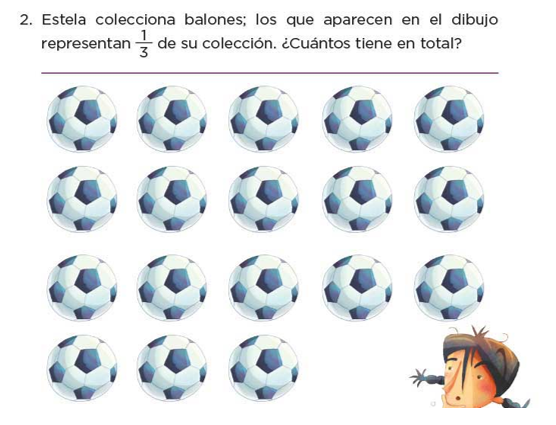 2. Estela colecciona balones; los que aparecen en el dibujo
representan 1/3 de su colección. ¿Cuántos tiene en total?